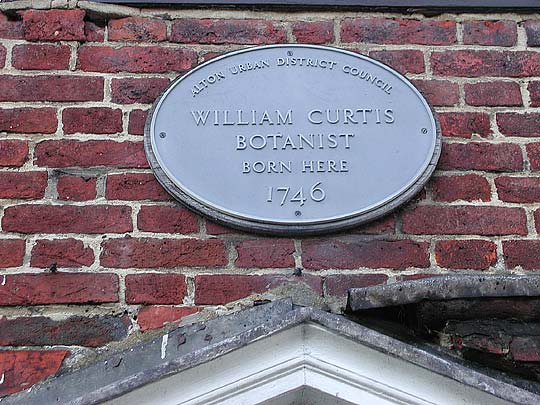 ALTON URBAN DISTRICT COUNCIL
WILLIAM CURTIS
BOTANIST
BORN HERE
1746